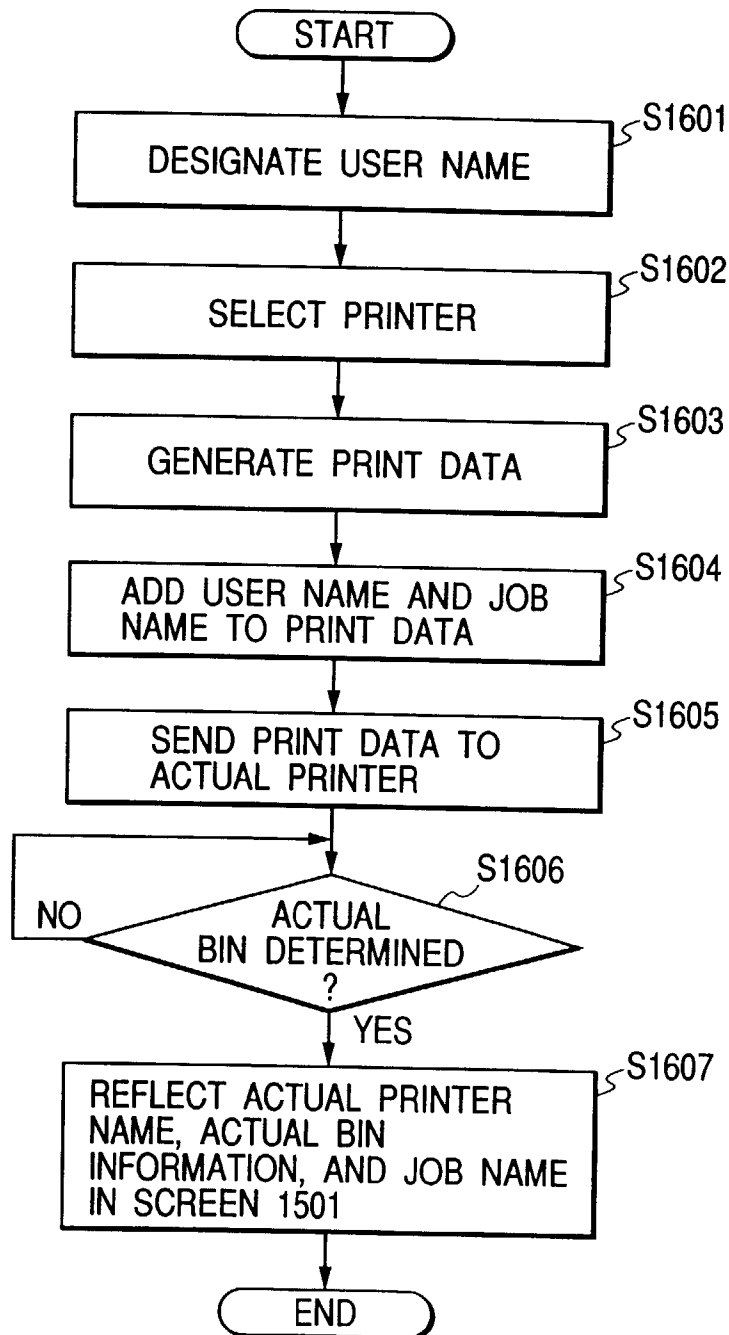 START
S1601
DESIGNATE USER NAME
S1602
SELECT PRINTER
S1603
GENERATE PRINT DATA
S1604
ADD USER NAME AND JOB
NAME TO PRINT DATA
S1605
SEND PRINT DATA TO
ACTUAL PRINTER
S1606
NO
ACTUAL
BIN DETERMINED
?
YES
S1607
REFLECT ACTUAL PRINTER
NAME, ACTUAL BIN
INFORMATION, AND JOB NAME
IN SCREEN 1501
END